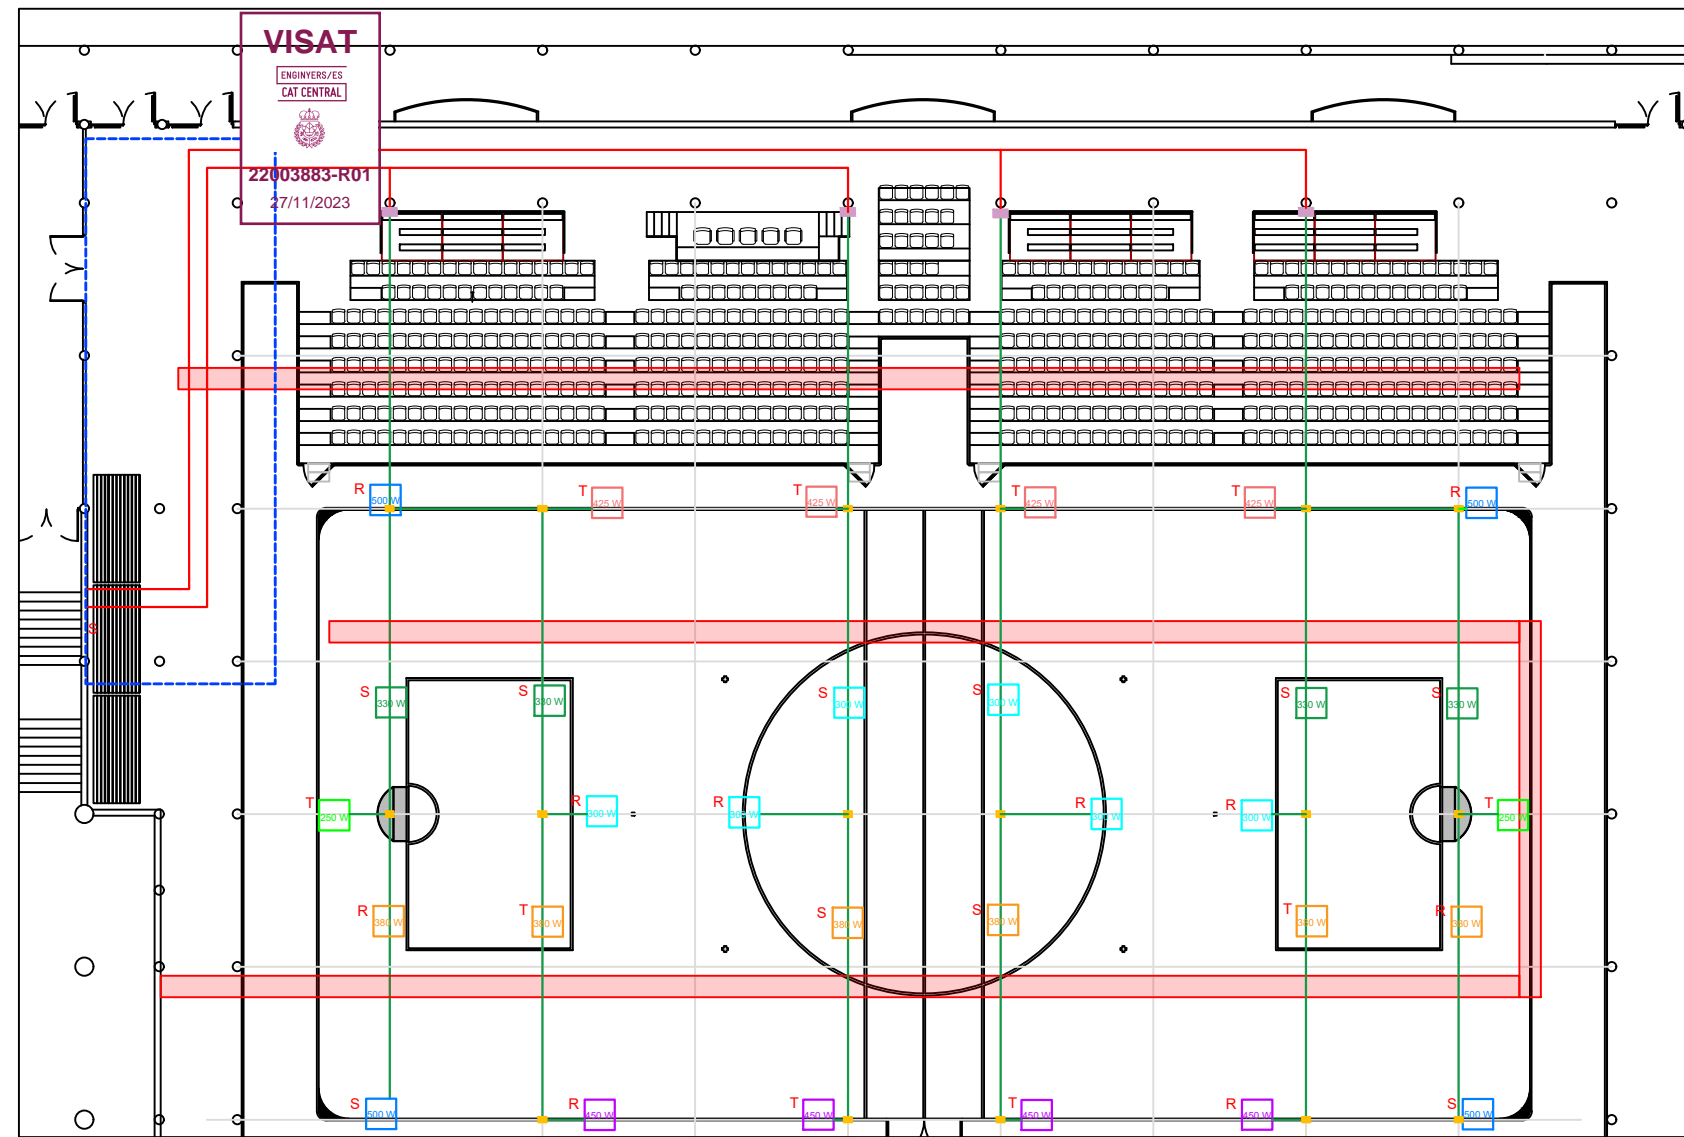 VISAT
ENGINYERS/ES
CAT CENTRAL
22003883-R01
27/11/2023
R 500 W
T 425 W
T 425 W
T 425 W
T 425 W
R 500 W
S
S 330 W
S 330 W
S 300 W
S 300 W
S 330 W
S 330 W
T 250 W
R 300 W
R 300 W
R 300 W
R 300 W
T 250 W
R 380 W
T 380 W
S 380 W
S 380 W
T 380 W
R 380 W
S 500 W
R 450 W
T 450 W
T 450 W
R 450 W
S 500 W